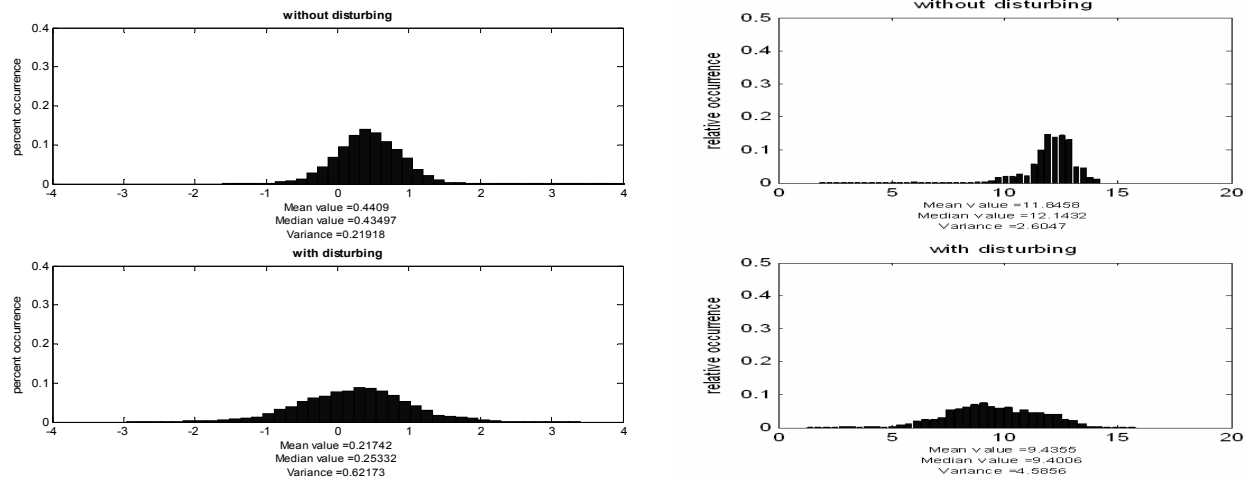 without disturbing
0.4
0.3
0.2
0.1
0
percent occurrence
-4 -3 -2 -1 0 1 2 3 4
Mean value =0.4409
Median value =0.43497
Variance =0.21918
with disturbing
0.4
0.3
0.2
0.1
0
percent occurrence
-4 -3 -2 -1 0 1 2 3 4
Mean value =0.21742
Median value =0.25332
Variance =0.62173
without disturbing
0.5
0.4
0.3
0.2
0.1
0
relative occurrence
0 5 10 15 20
Mean value =11.8458
Median value =12.1432
Variance =2.6047
with disturbing
0.5
0.4
0.3
0.2
0.1
0
relative occurrence
0 5 10 15 20
Mean value =9.4355
Median value =9.4006
Variance =4.5856